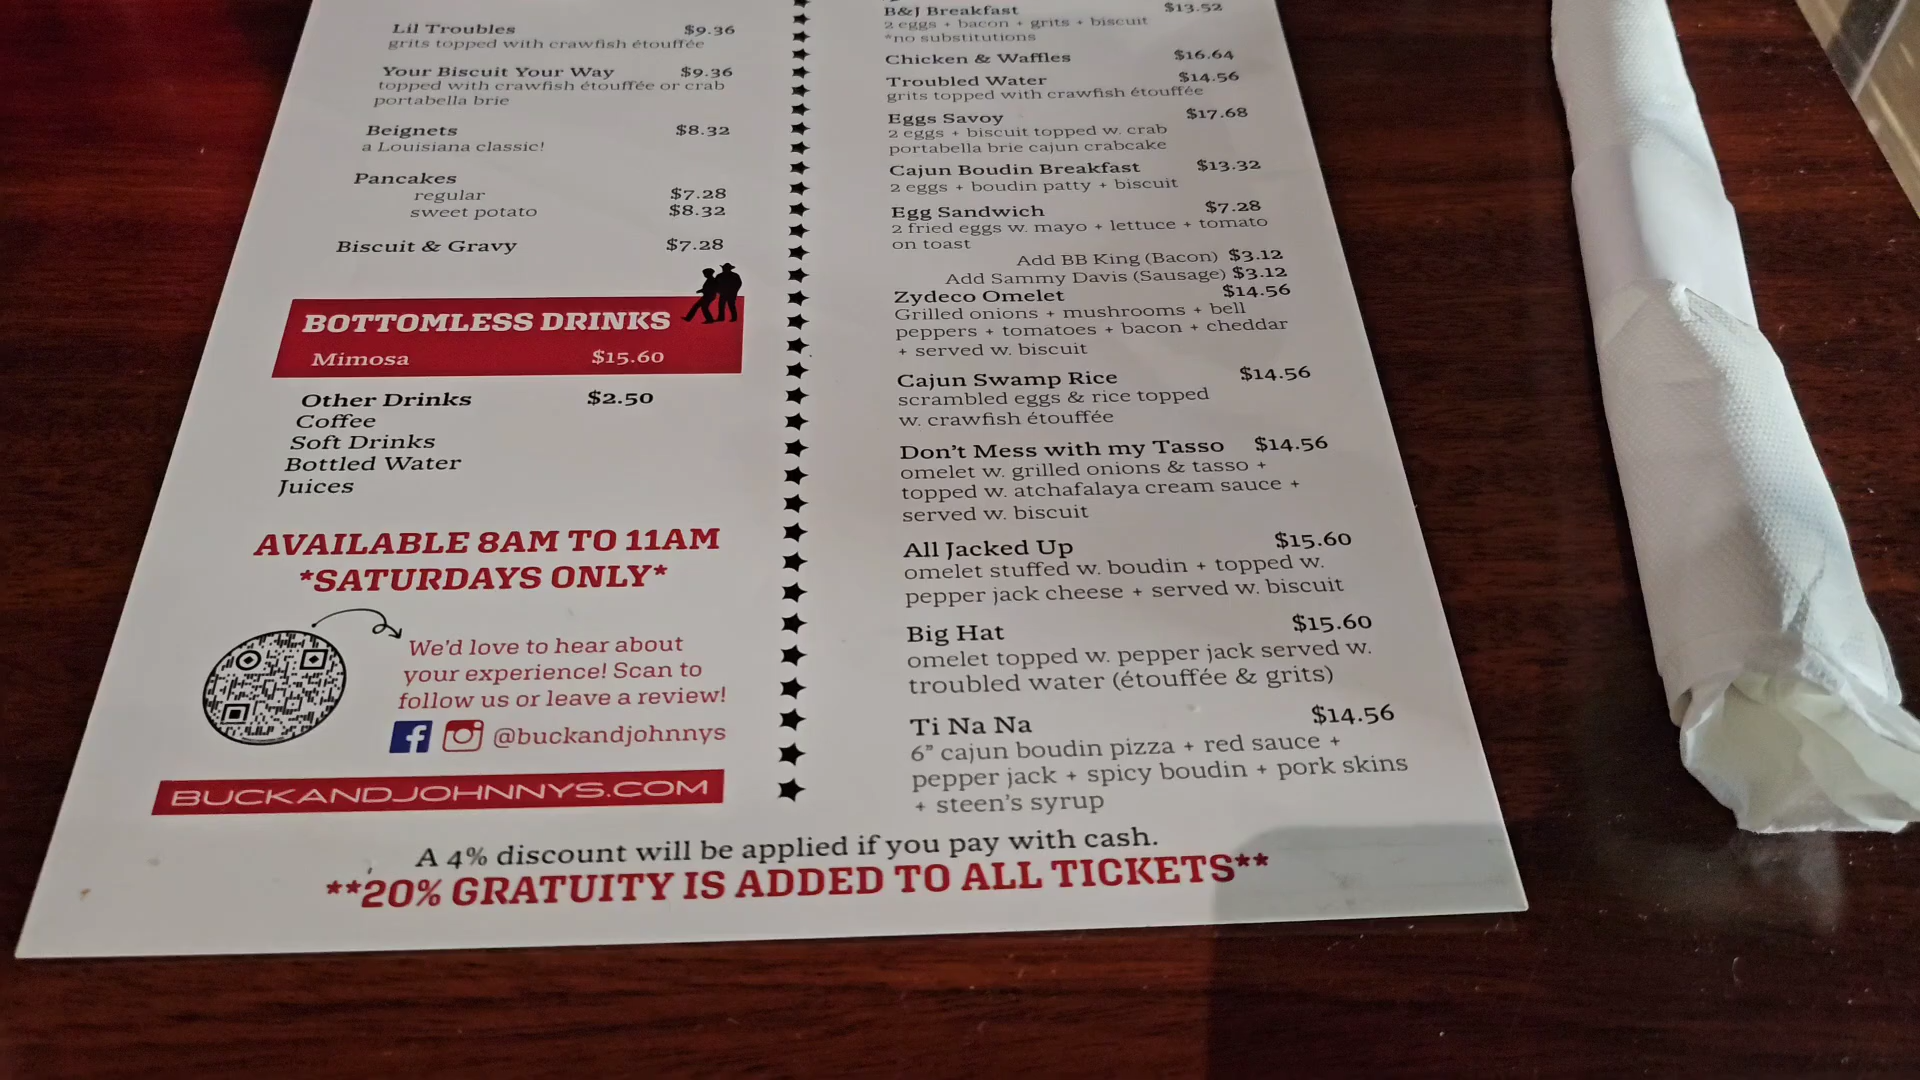 Lil Troubles $9.36
grits topped with crawfish étouffée
Your Biscuit Your Way $9.36
topped with crawfish étouffée or crab
portabella brie
Beignets $8.32
a Louisiana classic!
Pancakes
regular $7.28
sweet potato $8.32
Biscuit & Gravy $7.28
BOTTOMLESS DRINKS
Mimosa $15.60
Other Drinks $2.50
Coffee
Soft Drinks
Bottled Water
Juices
AVAILABLE 8AM TO 11AM
*SATURDAYS ONLY*
We'd love to hear about
your experience! Scan to
follow us or leave a review!
@buckandjohnnys
BUCKANDJOHNNYS.COM
B&J Breakfast $13.52
2 eggs + bacon + grits + biscuit
*no substitutions
Chicken & Waffles $16.64
Troubled Water $14.56
grits topped with crawfish étouffée
Eggs Savoy $17.68
2 eggs + biscuit topped w. crab
portabella brie cajun crabcake
Cajun Boudin Breakfast $13.32
2 eggs + boudin patty + biscuit
Egg Sandwich $7.28
2 fried eggs w. mayo + lettuce + tomato
on toast
Add BB King (Bacon) $3.12
Add Sammy Davis (Sausage) $3.12
Zydeco Omelet $14.56
Grilled onions + mushrooms + bell
peppers + tomatoes + bacon + cheddar
+ served w. biscuit
Cajun Swamp Rice $14.56
scrambled eggs & rice topped
w. crawfish étouffée
Don't Mess with my Tasso $14.56
omelet w. grilled onions & tasso +
topped w. atchafalaya cream sauce +
served w. biscuit
All Jacked Up $15.60
omelet stuffed w. boudin + topped w.
pepper jack cheese + served w. biscuit
Big Hat $15.60
omelet topped w. pepper jack served w.
troubled water (étouffée & grits)
Ti Na Na $14.56
6" cajun boudin pizza + red sauce +
pepper jack + spicy boudin + pork skins
+ steen's syrup
A 4% discount will be applied if you pay with cash.
**20% GRATUITY IS ADDED TO ALL TICKETS**